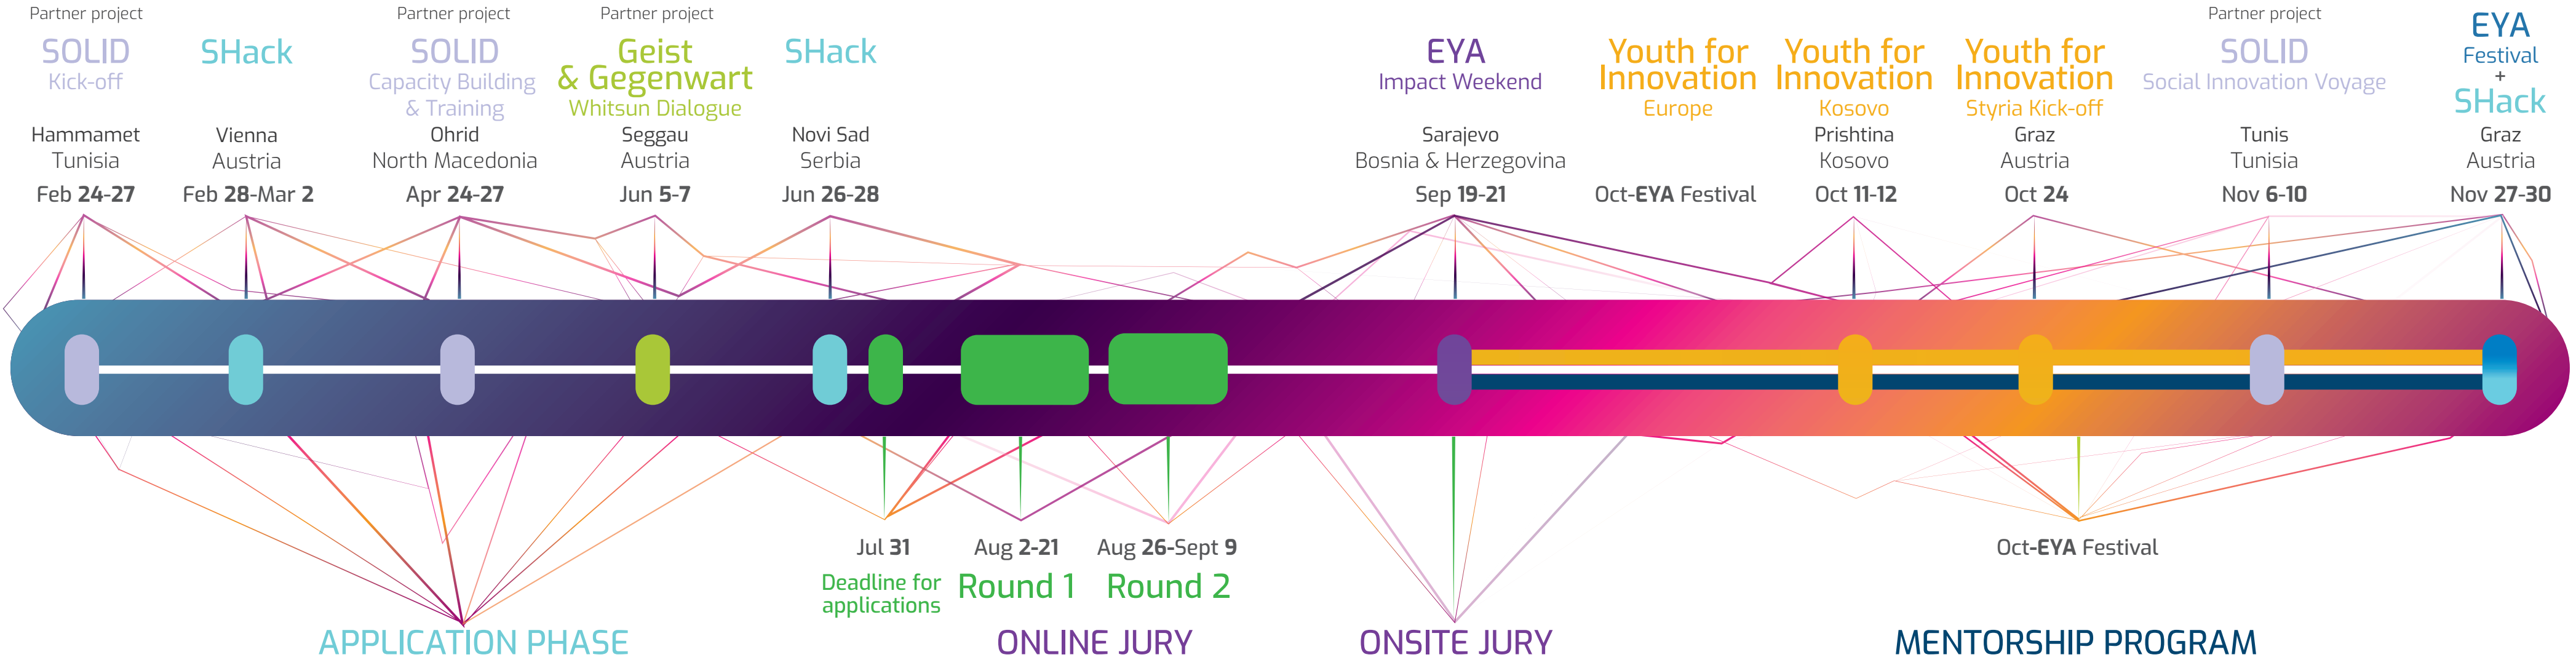 Partner project
SOLID
Kick-off
Hammamet
Tunisia
Feb 24-27
SHack
Vienna
Austria
Feb 28-Mar 2
Partner project
SOLID
Capacity Building
& Training
Ohrid
North Macedonia
Apr 24-27
Partner project
Geist
& Gegenwart
Whitsun Dialogue
Seggau
Austria
Jun 5-7
SHack
Novi Sad
Serbia
Jun 26-28
EYA
Impact Weekend
Sarajevo
Bosnia & Herzegovina
Sep 19-21
Youth for
Innovation
Europe
Oct-EYA Festival
Youth for
Innovation
Kosovo
Prishtina
Kosovo
Oct 11-12
Youth for
Innovation
Styria Kick-off
Graz
Austria
Oct 24
Partner project
SOLID
Social Innovation Voyage
Tunis
Tunisia
Nov 6-10
EYA
Festival
+
SHack
Graz
Austria
Nov 27-30
Jul 31
Deadline for
applications
Aug 2-21
Round 1
Aug 26-Sept 9
Round 2
Oct-EYA Festival
APPLICATION PHASE
ONLINE JURY
ONSITE JURY
MENTORSHIP PROGRAM